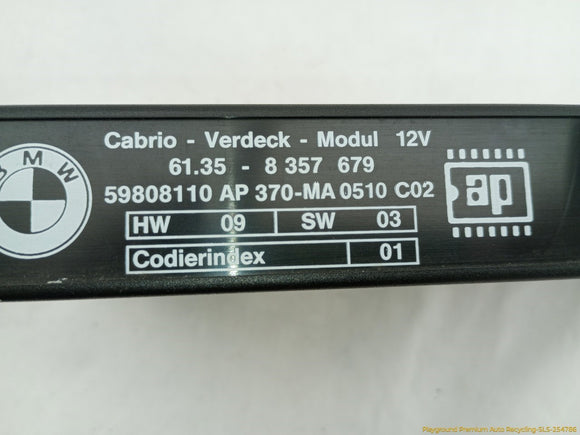 BMW
Cabrio - Verdeck - Modul 12V
61.35 - 8 357 679
59808110 AP 370-MA 0510 C02
HW 09 SW 03
Codierindex 01
ap
Playground Premium Auto Recycling-SLS-254786